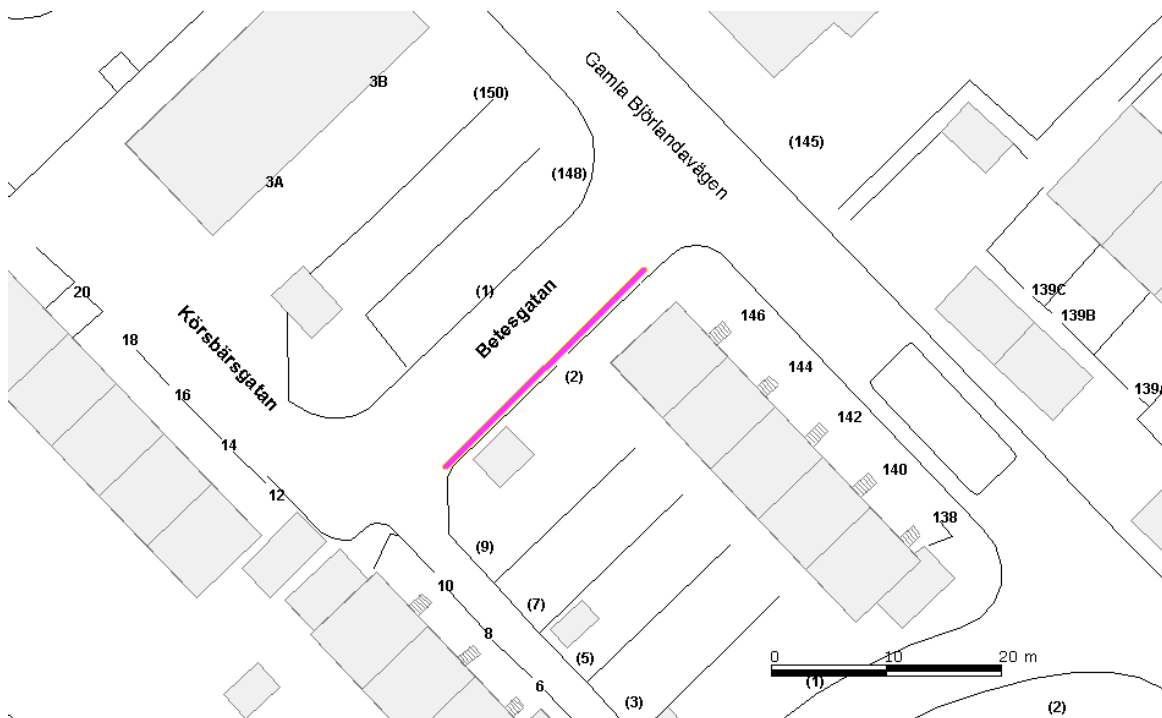 3B
(150)
Gamla Björlandavägen
(145)
(148)
3A
20
(1)
Betesgatan
Körsbärsgatan
139C
139B
146
18
144
(2)
16
139A
142
14
140
12
138
(9)
10
(7)
8
(5)
0 10 20 m
(1)
6
(3)
(2)